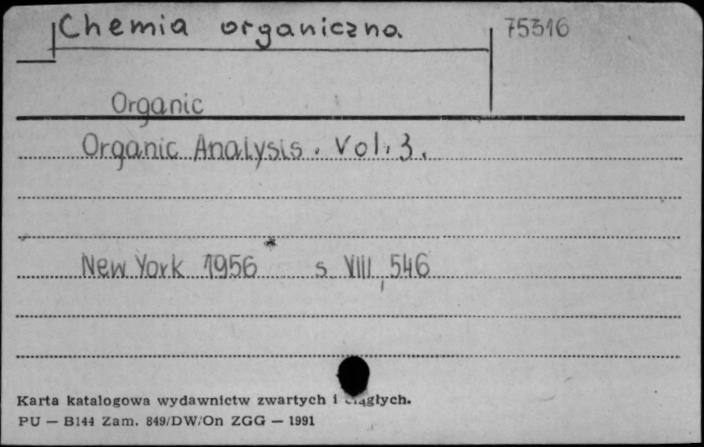 Chemia organiczna 75316
Organic
Organic Analysis. Vol. 3.
New York 1956 s VIII, 546
Karta katalogowa wydawnictw zwartych i ciągłych.
PU — B144 Zam. 849/DW/On ZGG — 1991